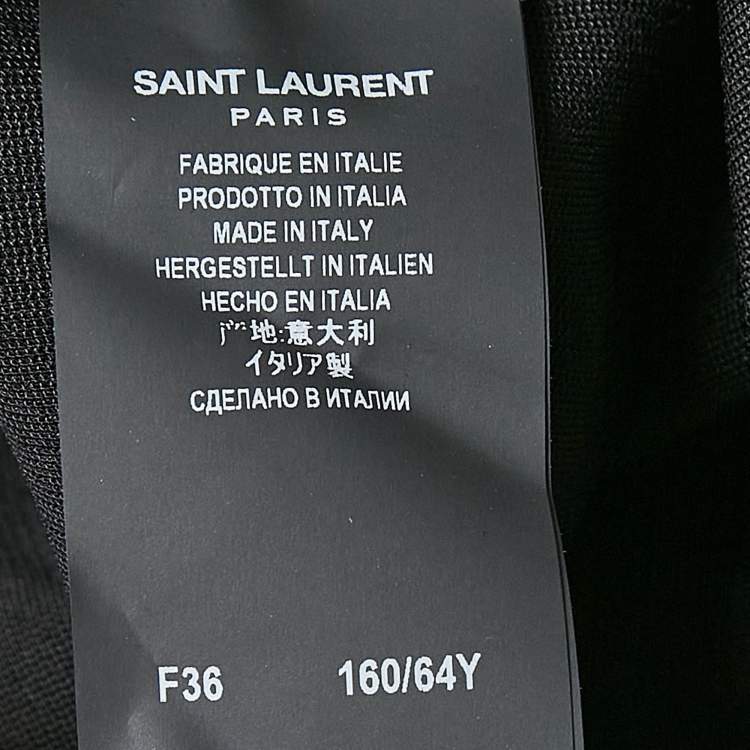 SAINT LAURENT
PARIS
FABRIQUE EN ITALIE
PRODOTTO IN ITALIA
MADE IN ITALY
HERGESTELLT IN ITALIEN
HECHO EN ITALIA
产地:意大利
イタリア製
СДЕЛАНО В ИТАЛИИ
F36 160/64Y